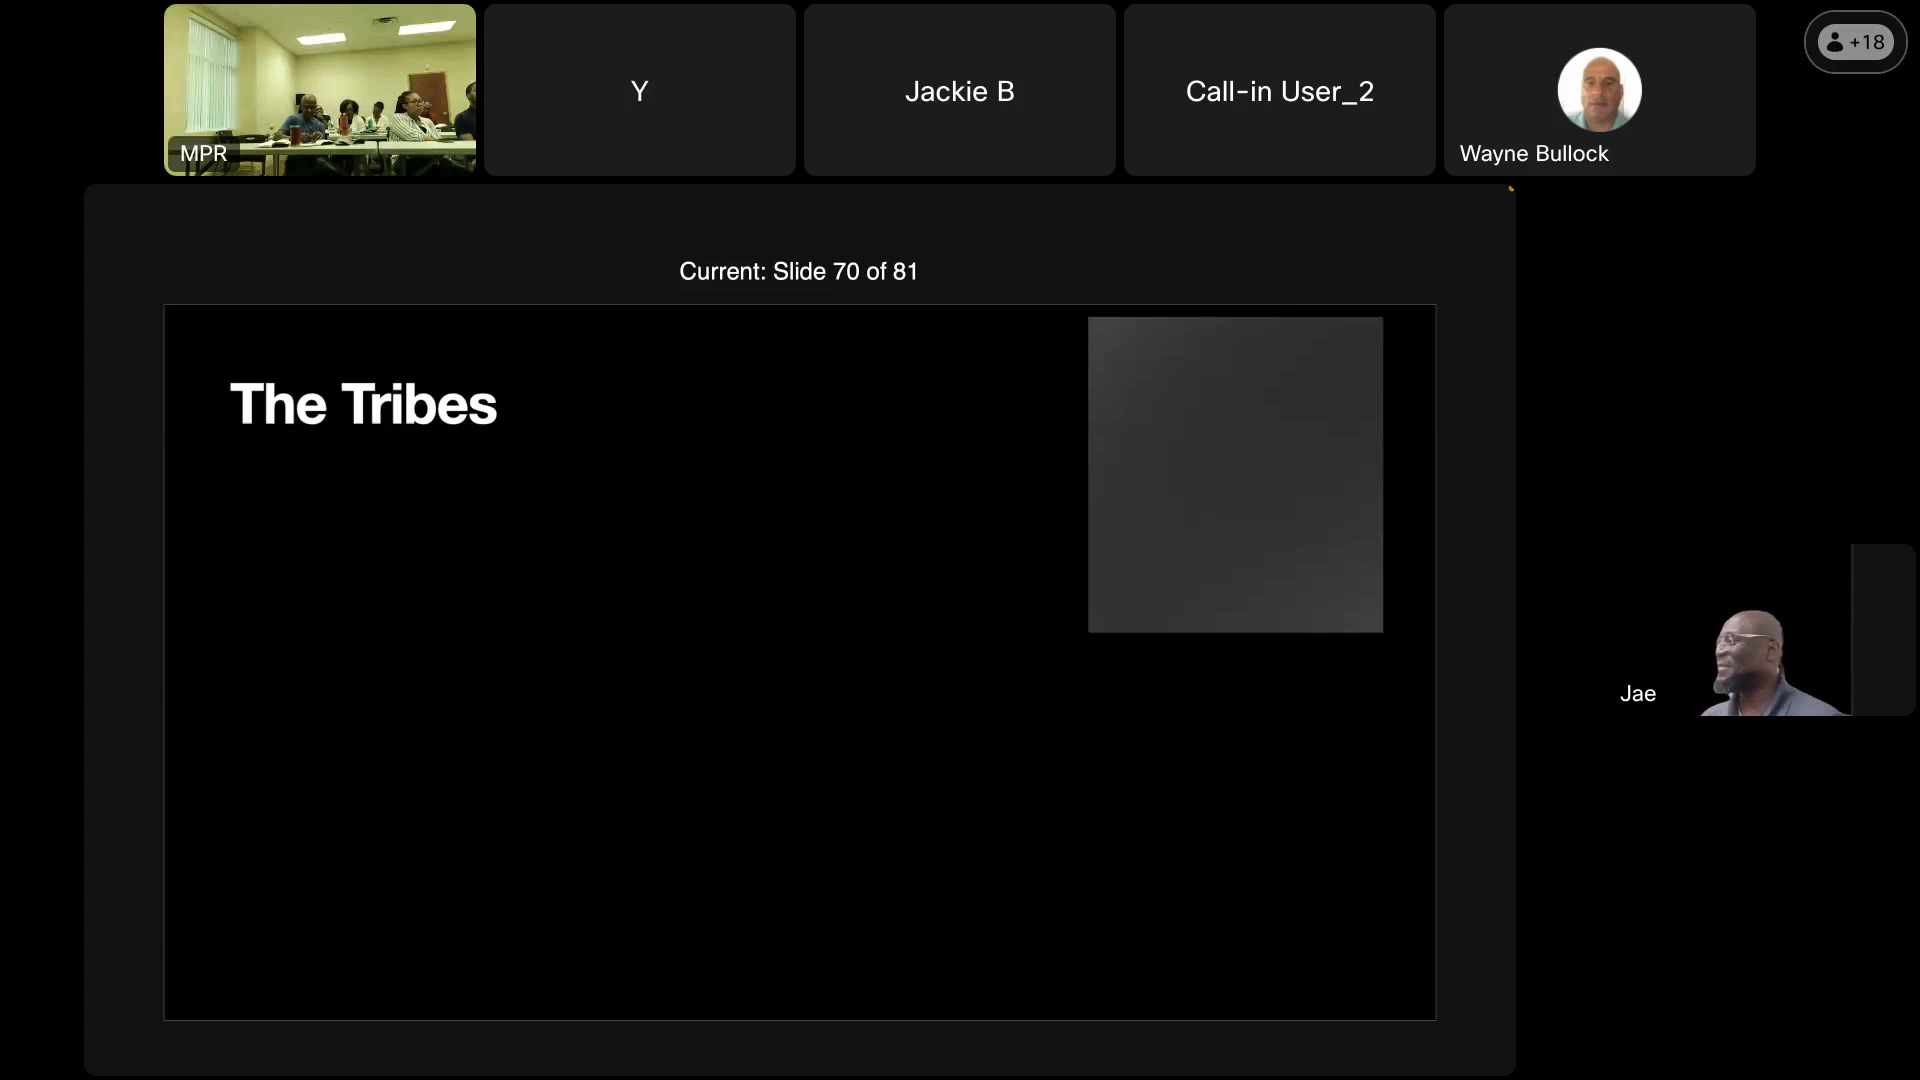 MPR
Y
Jackie B
Call-in User_2
Wayne Bullock
+18
Current: Slide 70 of 81
The Tribes
Jae